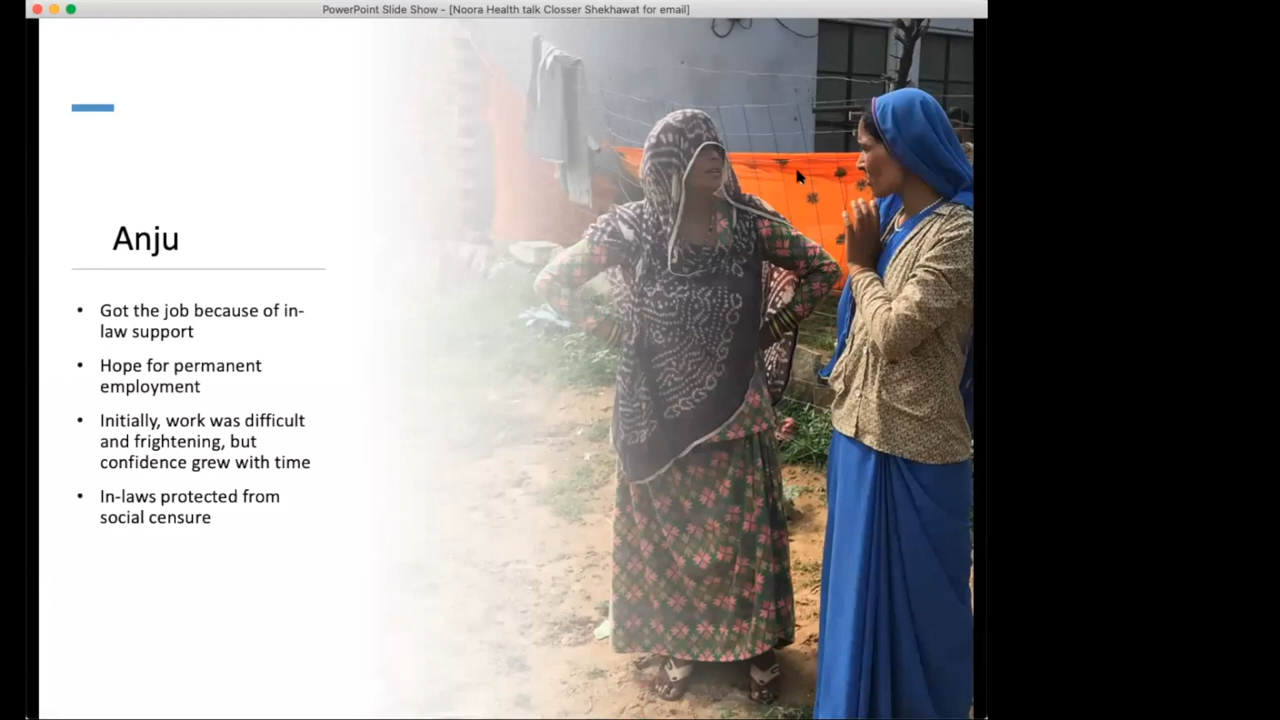 PowerPoint Slide Show - [Noora Health talk Closser Shekhawat for email]
Anju
• Got the job because of in-
law support
• Hope for permanent
employment
• Initially, work was difficult
and frightening, but
confidence grew with time
• In-laws protected from
social censure